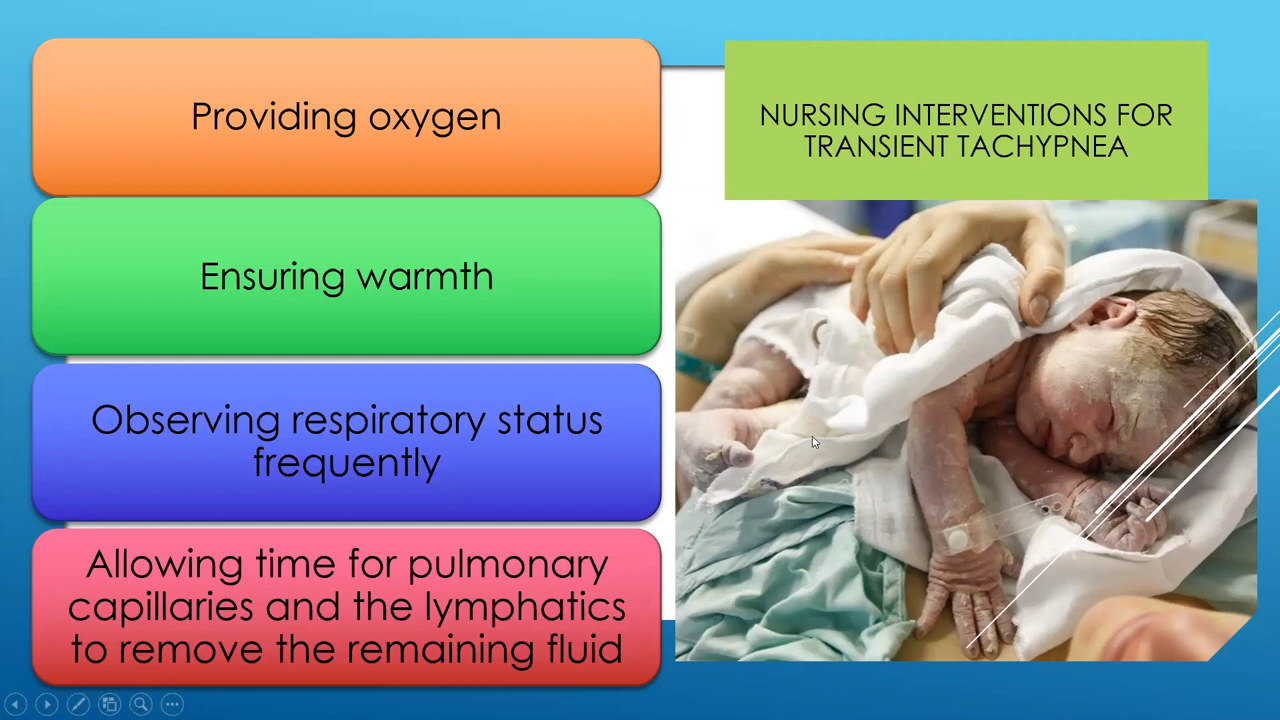 Providing oxygen
Ensuring warmth
Observing respiratory status
frequently
Allowing time for pulmonary
capillaries and the lymphatics
to remove the remaining fluid
NURSING INTERVENTIONS FOR
TRANSIENT TACHYPNEA